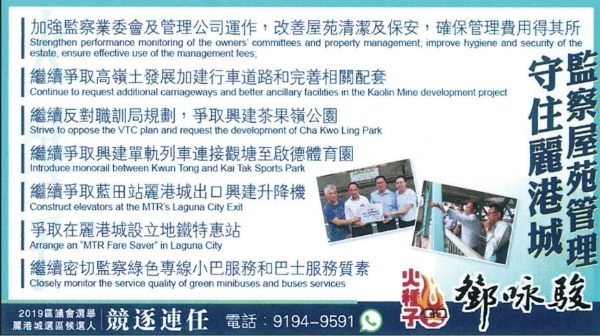 加強監察業委會及管理公司運作，改善屋苑清潔及保安，確保管理費用得其所
Strengthen performance monitoring of the owners' committees and property management; improve hygiene and security of the
estate, ensure effective use of the management fees;
繼續爭取高嶺土發展加建行車道路和完善相關配套
Continue to request additional carriageways and better ancillary facilities in the Kaolin Mine development project
繼續反對職訓局規劃，爭取興建茶果嶺公園
Strive to oppose the VTC plan and request the development of Cha Kwo Ling Park
繼續爭取興建單軌列車連接觀塘至啟德體育園
Introduce monorail between Kwun Tong and Kai Tak Sports Park
繼續爭取藍田站麗港城出口興建升降機
Construct elevators at the MTR's Laguna City Exit
爭取在麗港城設立地鐵特惠站
Arrange an "MTR Fare Saver" in Laguna City
繼續密切監察綠色專線小巴服務和巴士服務質素
Closely monitor the service quality of green minibuses and buses services
監察屋苑管理
守住麗港城
火種子
鄧咏駿
2019區議會選舉
麗港城選區候選人
競逐連任
電話：9194-9591